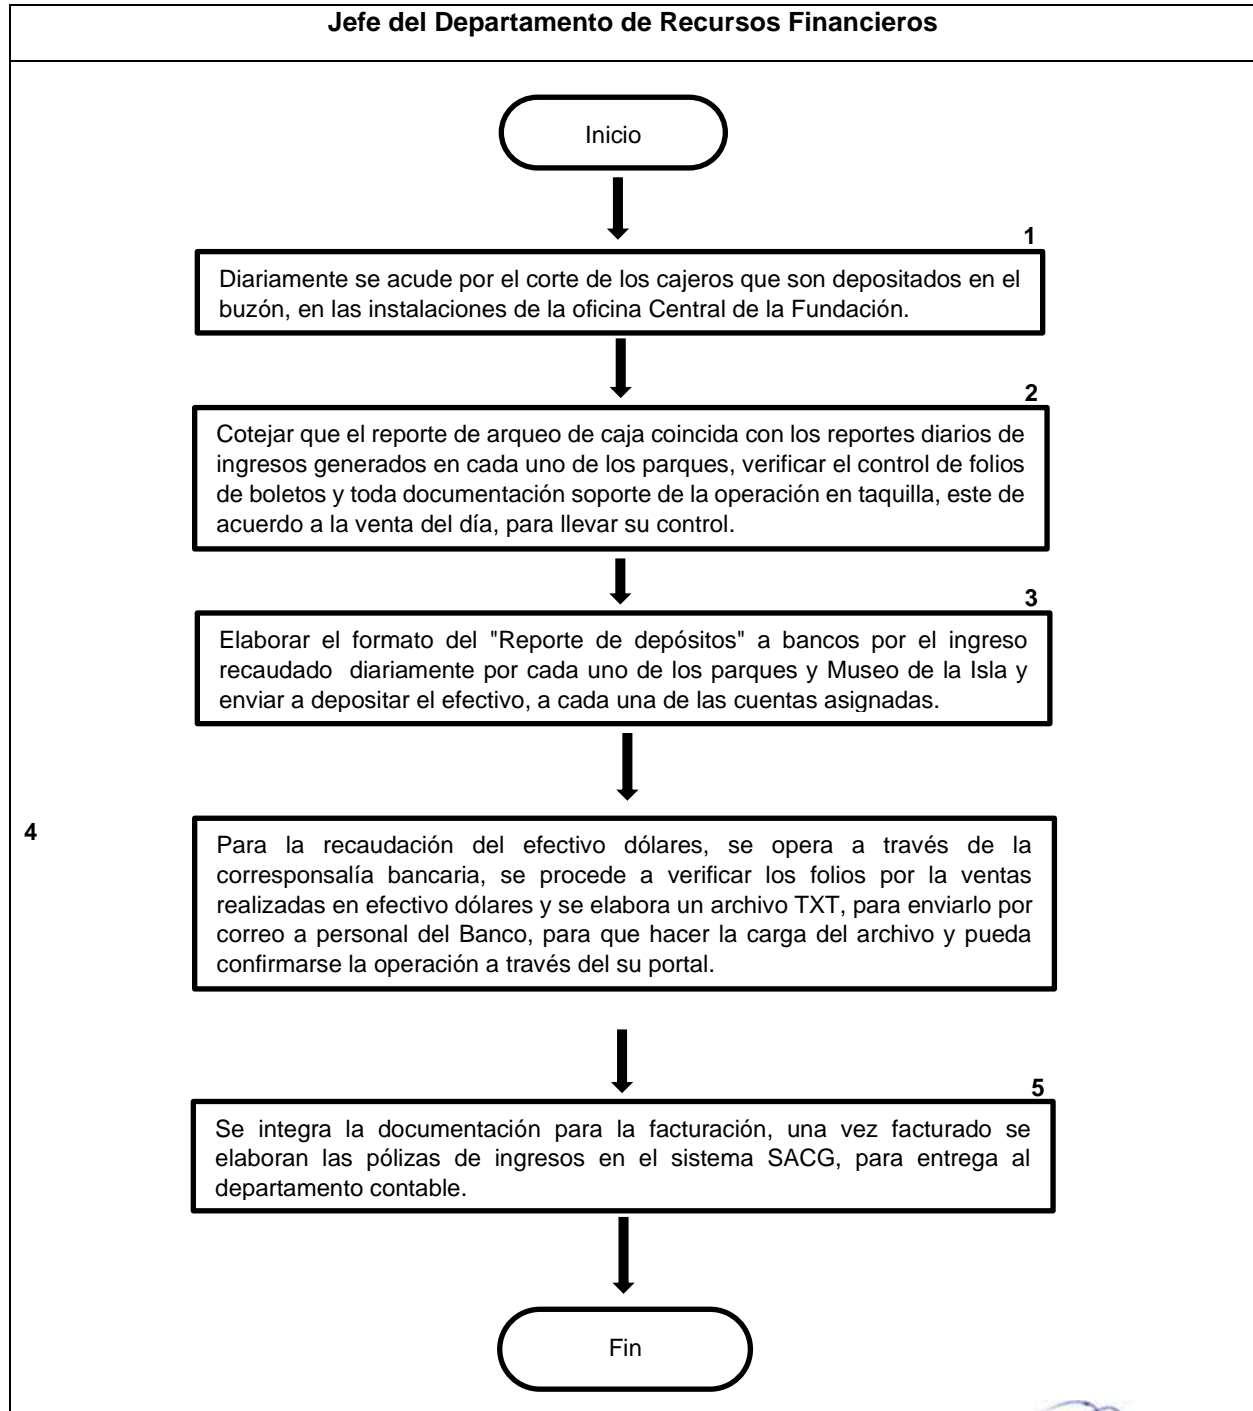 Jefe del Departamento de Recursos Financieros
Inicio
1
Diariamente se acude por el corte de los cajeros que son depositados en el
buzón, en las instalaciones de la oficina Central de la Fundación.
2
Cotejar que el reporte de arqueo de caja coincida con los reportes diarios de
ingresos generados en cada uno de los parques, verificar el control de folios
de boletos y toda documentación soporte de la operación en taquilla, este de
acuerdo a la venta del día, para llevar su control.
3
Elaborar el formato del "Reporte de depósitos" a bancos por el ingreso
recaudado diariamente por cada uno de los parques y Museo de la Isla y
enviar a depositar el efectivo, a cada una de las cuentas asignadas.
4
Para la recaudación del efectivo dólares, se opera a través de la
corresponsalía bancaria, se procede a verificar los folios por la ventas
realizadas en efectivo dólares y se elabora un archivo TXT, para enviarlo por
correo a personal del Banco, para que hacer la carga del archivo y pueda
confirmarse la operación a través del su portal.
5
Se integra la documentación para la facturación, una vez facturado se
elaboran las pólizas de ingresos en el sistema SACG, para entrega al
departamento contable.
Fin